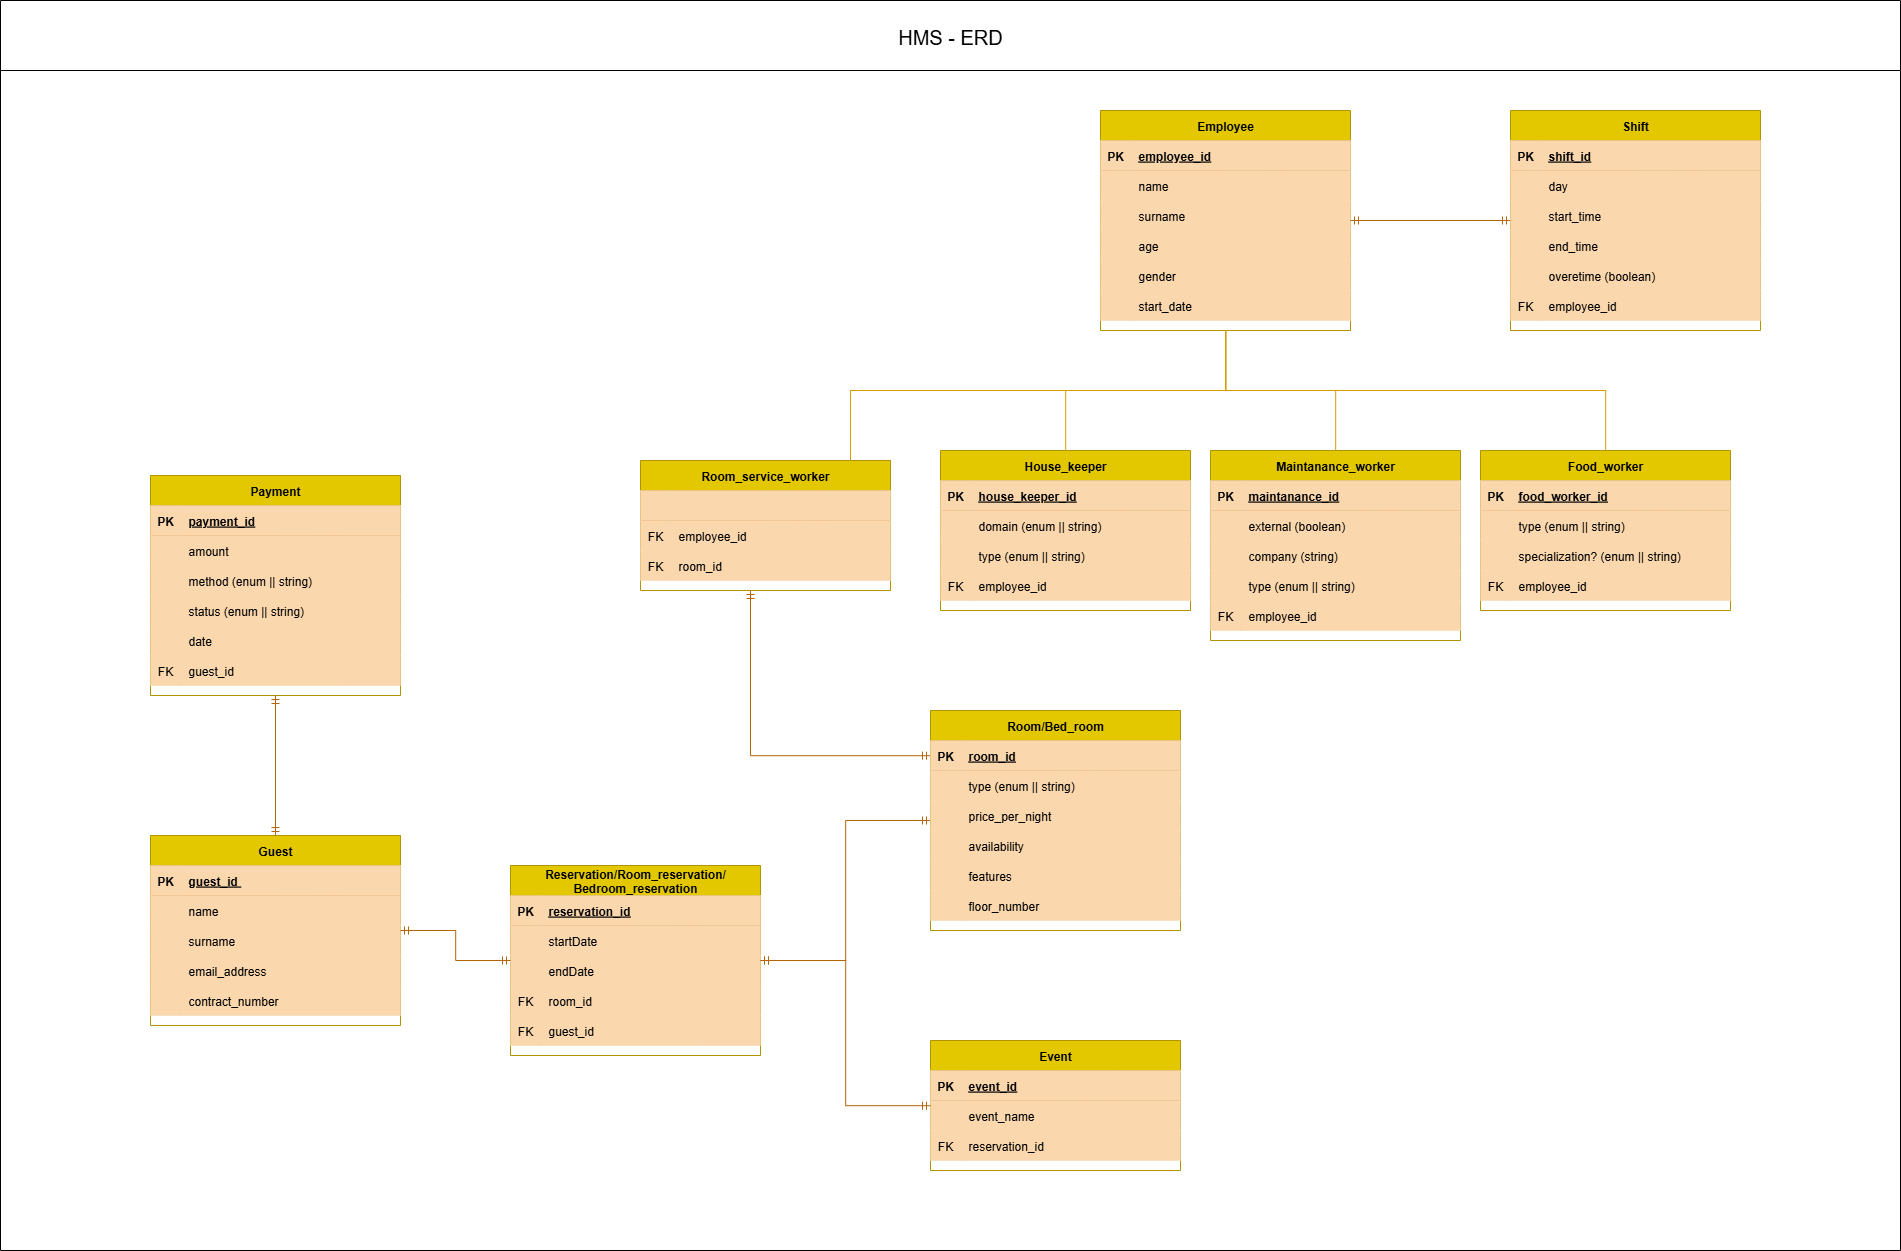 HMS - ERD
Employee
PK employee_id
name
surname
age
gender
start_date
Shift
PK shift_id
day
start_time
end_time
overetime (boolean)
FK employee_id
Room_service_worker
FK employee_id
FK room_id
House_keeper
PK house_keeper_id
domain (enum || string)
type (enum || string)
FK employee_id
Maintanance_worker
PK maintanance_id
external (boolean)
company (string)
type (enum || string)
FK employee_id
Food_worker
PK food_worker_id
type (enum || string)
specialization? (enum || string)
FK employee_id
Payment
PK payment_id
amount
method (enum || string)
status (enum || string)
date
FK guest_id
Guest
PK guest_id
name
surname
email_address
contract_number
Reservation/Room_reservation/
Bedroom_reservation
PK reservation_id
startDate
endDate
FK room_id
FK guest_id
Room/Bed_room
PK room_id
type (enum || string)
price_per_night
availability
features
floor_number
Event
PK event_id
event_name
FK reservation_id